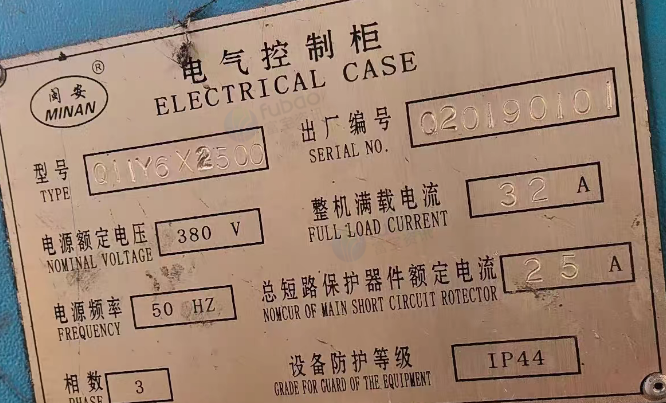 电气控制柜
ELECTRICAL CASE
闽安
MINAN
®
型号
TYPE
Q11Y6X2500
出厂编号
SERIAL NO.
020190101
电源额定电压
NOMINAL VOLTAGE
380 V
整机满载电流
FULL LOAD CURRENT
32 A
电源频率
FREQUENCY
50 HZ
总短路保护器件额定电流
NOMCUR OF MAIN SHORT CIRCUIT ROTECTOR
25 A
相数
PHASE
3
设备防护等级
GRADE FOR GUARD OF THE EQUIPMENT
IP44